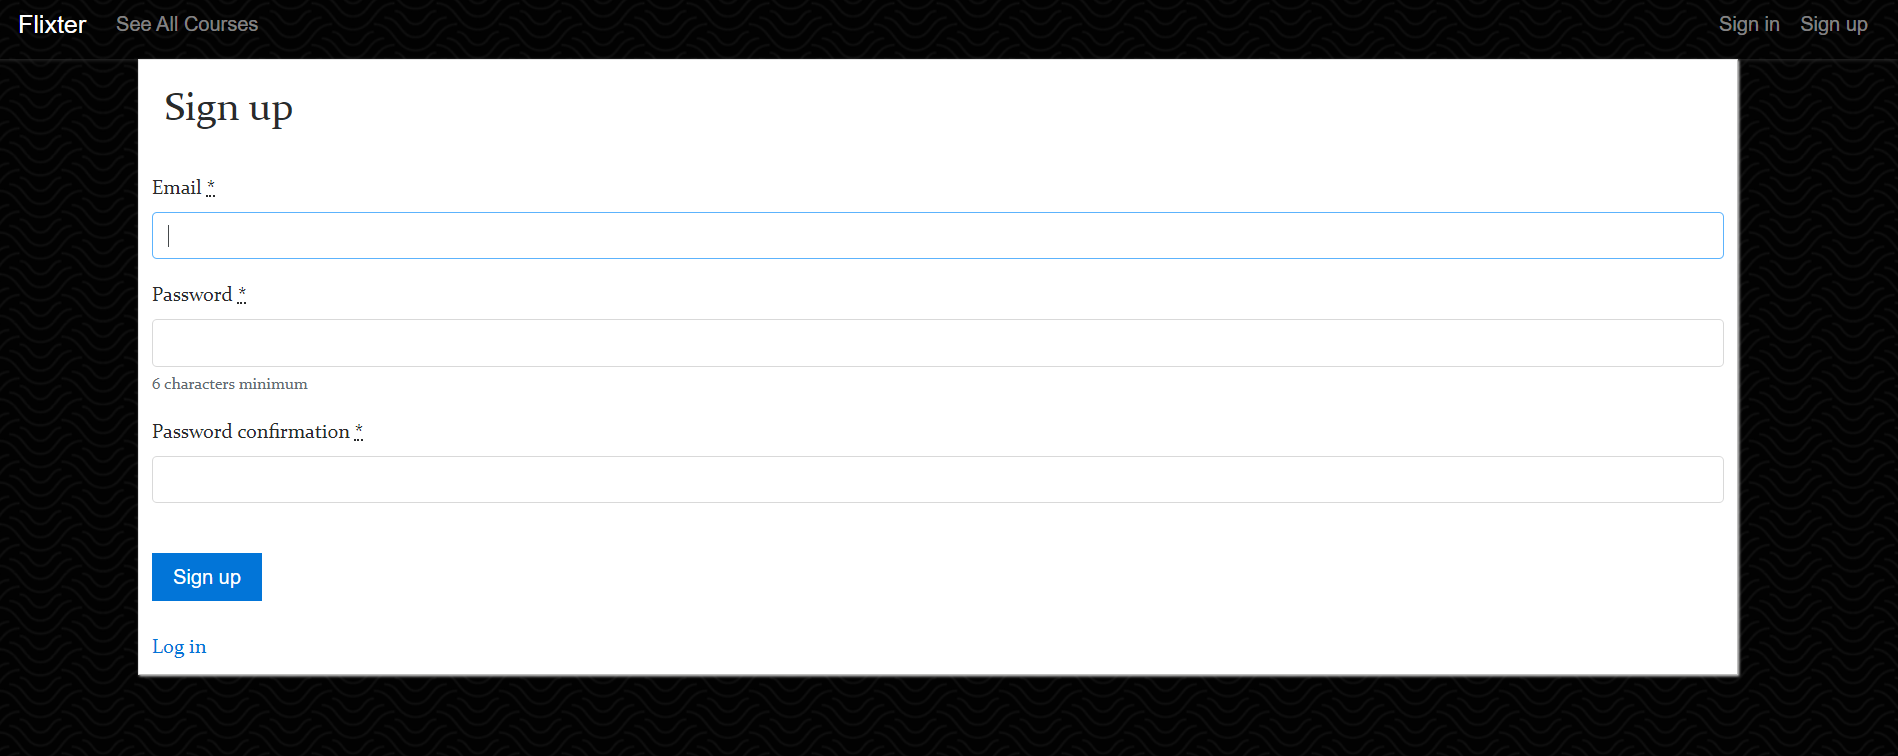 Flixter See All Courses Sign in Sign up
Sign up
Email *
Password *
6 characters minimum
Password confirmation *
Sign up
Log in